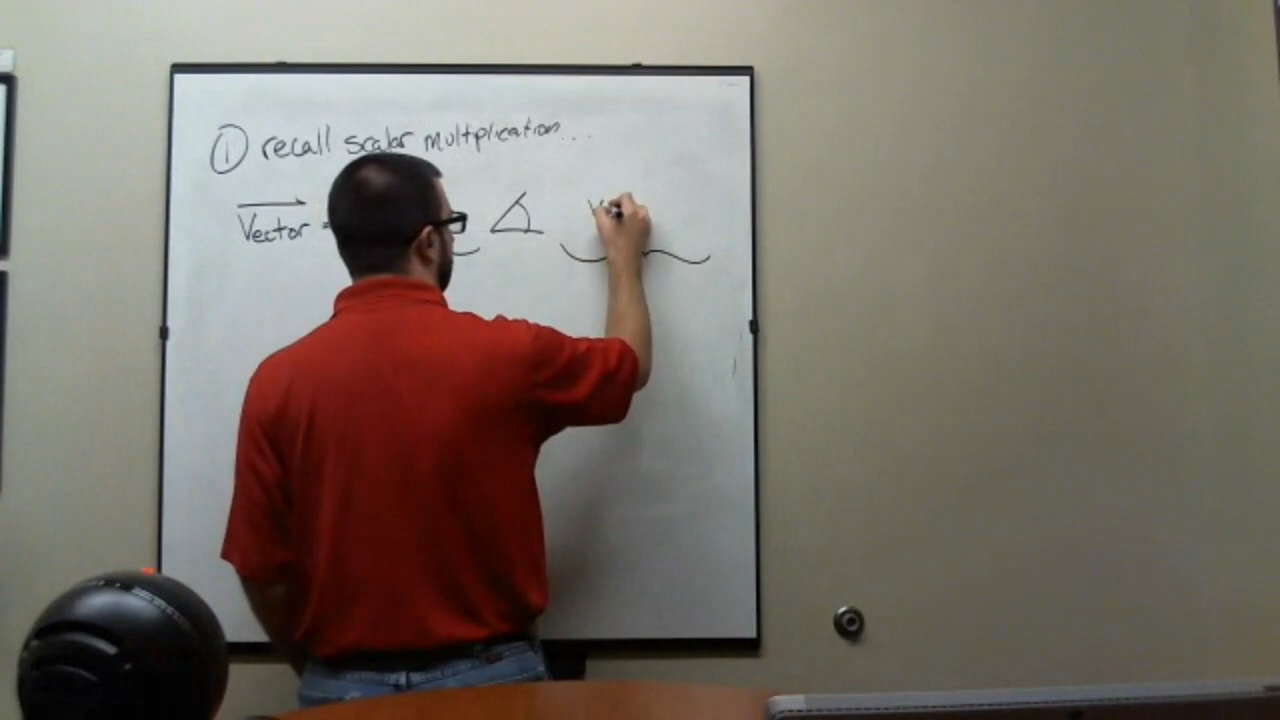 ① recall scalar multiplication...
Vector =